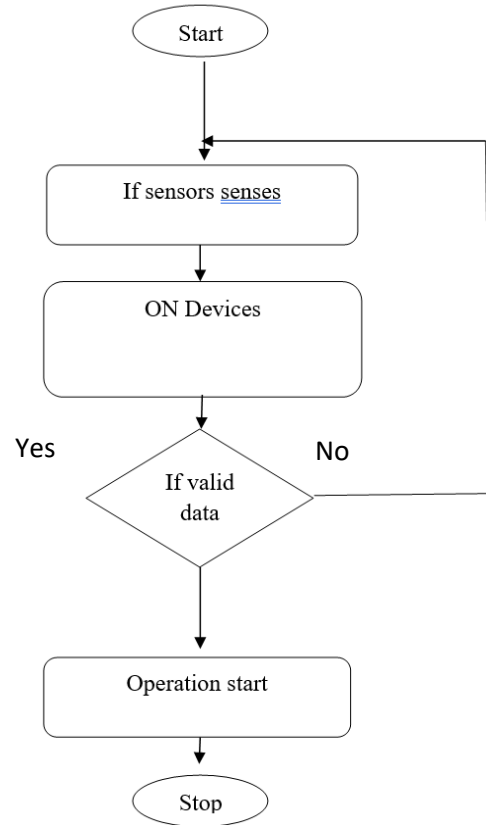 Start
If sensors senses
ON Devices
Yes
No
If valid
data
Operation start
Stop